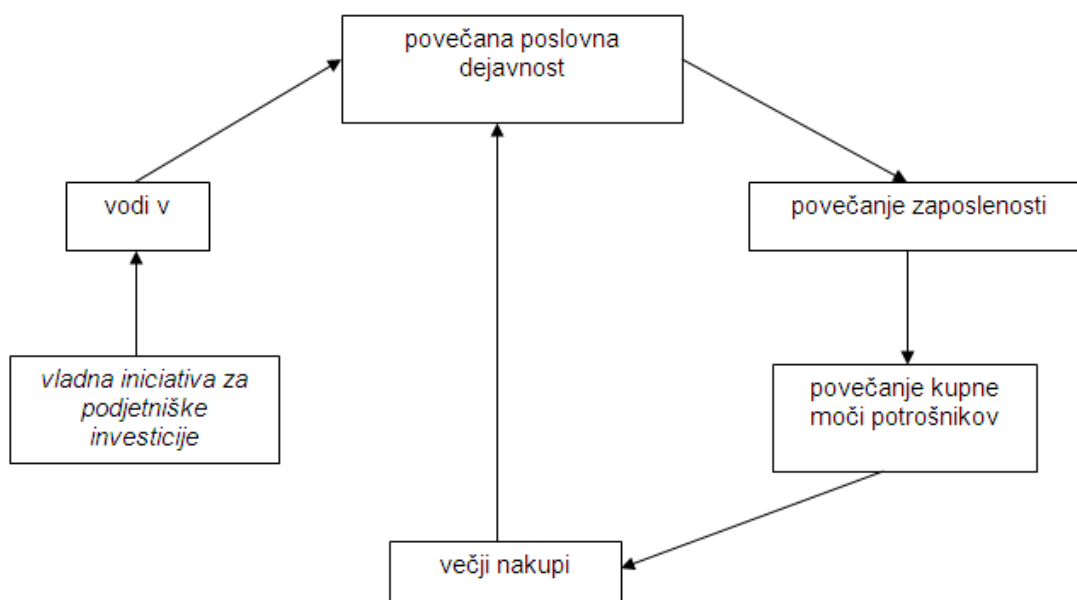 povečana poslovna
dejavnost
vodi v
povečanje zaposlenosti
vladna iniciativa za
podjetniške
investicije
povečanje kupne
moči potrošnikov
večji nakupi